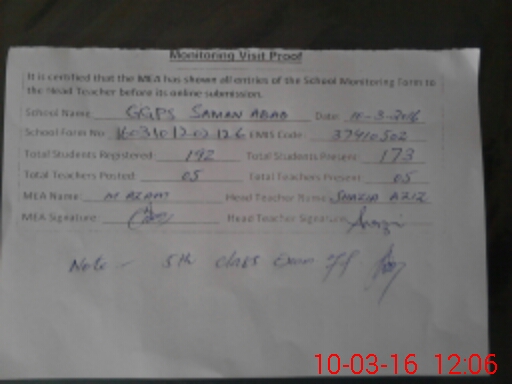 Monitoring Visit Proof
It is certified that the MEA has shown all entries of the School Monitoring Form to
the Head Teacher before its online submission.
School Name GGPS SAMAN ABAD Date 10-3-2016
School Form No. EMIS Code: 37410502
Total Students Registered 192 Total Students Present 173
Total Teachers Posted 05 Total Teachers Present 05
MEA Name: M AZAM Head Teacher Name SHAZIA AZIZ
MEA Signature: Head Teacher Signature
Note - 5th class Exam
10-03-16 12:06